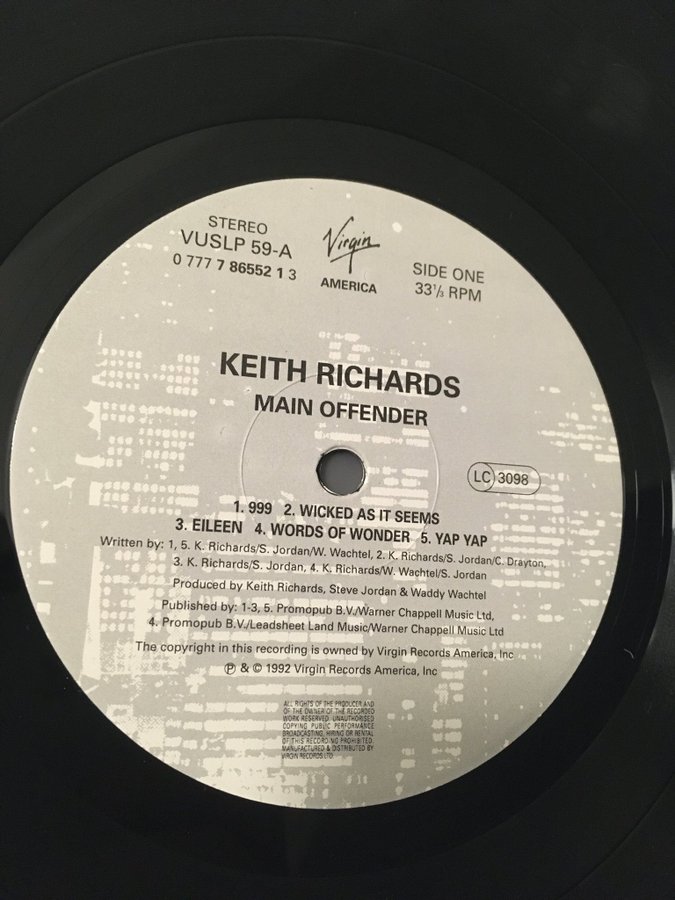 STEREO
VUSLP 59-A
0 777 7 86552 1 3
Virgin
AMERICA
SIDE ONE
33⅓ RPM
KEITH RICHARDS
MAIN OFFENDER
LC 3098
1. 999 2. WICKED AS IT SEEMS
3. EILEEN 4. WORDS OF WONDER 5. YAP YAP
Written by: 1, 5. K. Richards/S. Jordan/W. Wachtel, 2. K. Richards/S. Jordan/C. Drayton,
3. K. Richards/S. Jordan, 4. K. Richards/W. Wachtel/S. Jordan
Produced by Keith Richards, Steve Jordan & Waddy Wachtel
Published by: 1-3, 5. Promopub B.V./Warner Chappell Music Ltd,
4. Promopub B.V./Leadsheet Land Music/Warner Chappell Music Ltd
The copyright in this recording is owned by Virgin Records America, Inc
℗ & © 1992 Virgin Records America, Inc
ALL RIGHTS OF THE PRODUCER AND
OF THE OWNER OF THE RECORDED
WORK RESERVED. UNAUTHORISED
COPYING, PUBLIC PERFORMANCE
BROADCASTING, HIRING OR RENTAL
OF THIS RECORDING PROHIBITED.
MANUFACTURED & DISTRIBUTED BY
VIRGIN RECORDS LTD.